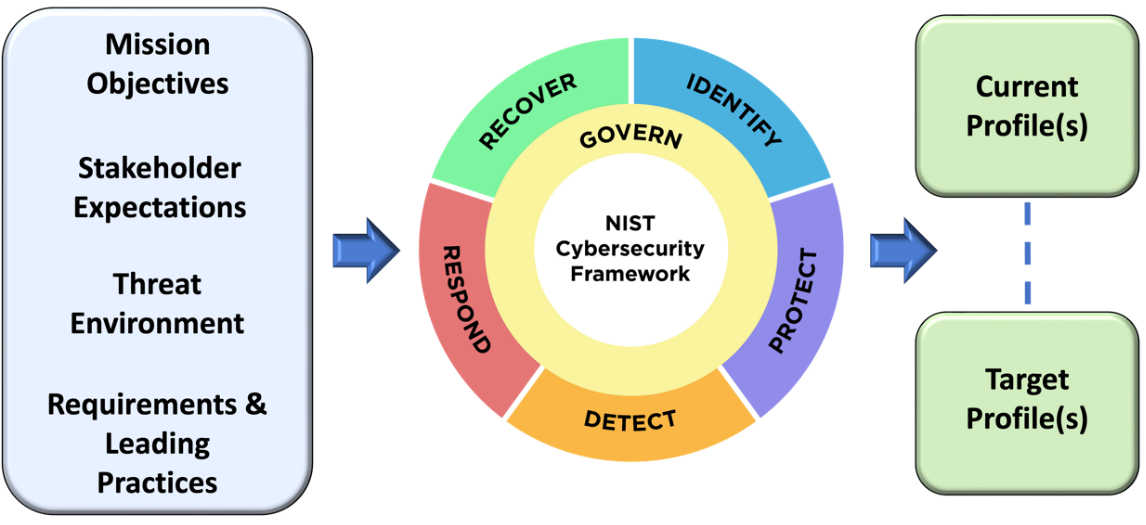 Mission
Objectives
Stakeholder
Expectations
Threat
Environment
Requirements &
Leading
Practices
RECOVER
IDENTIFY
GOVERN
NIST
Cybersecurity
Framework
RESPOND
PROTECT
DETECT
Current
Profile(s)
Target
Profile(s)